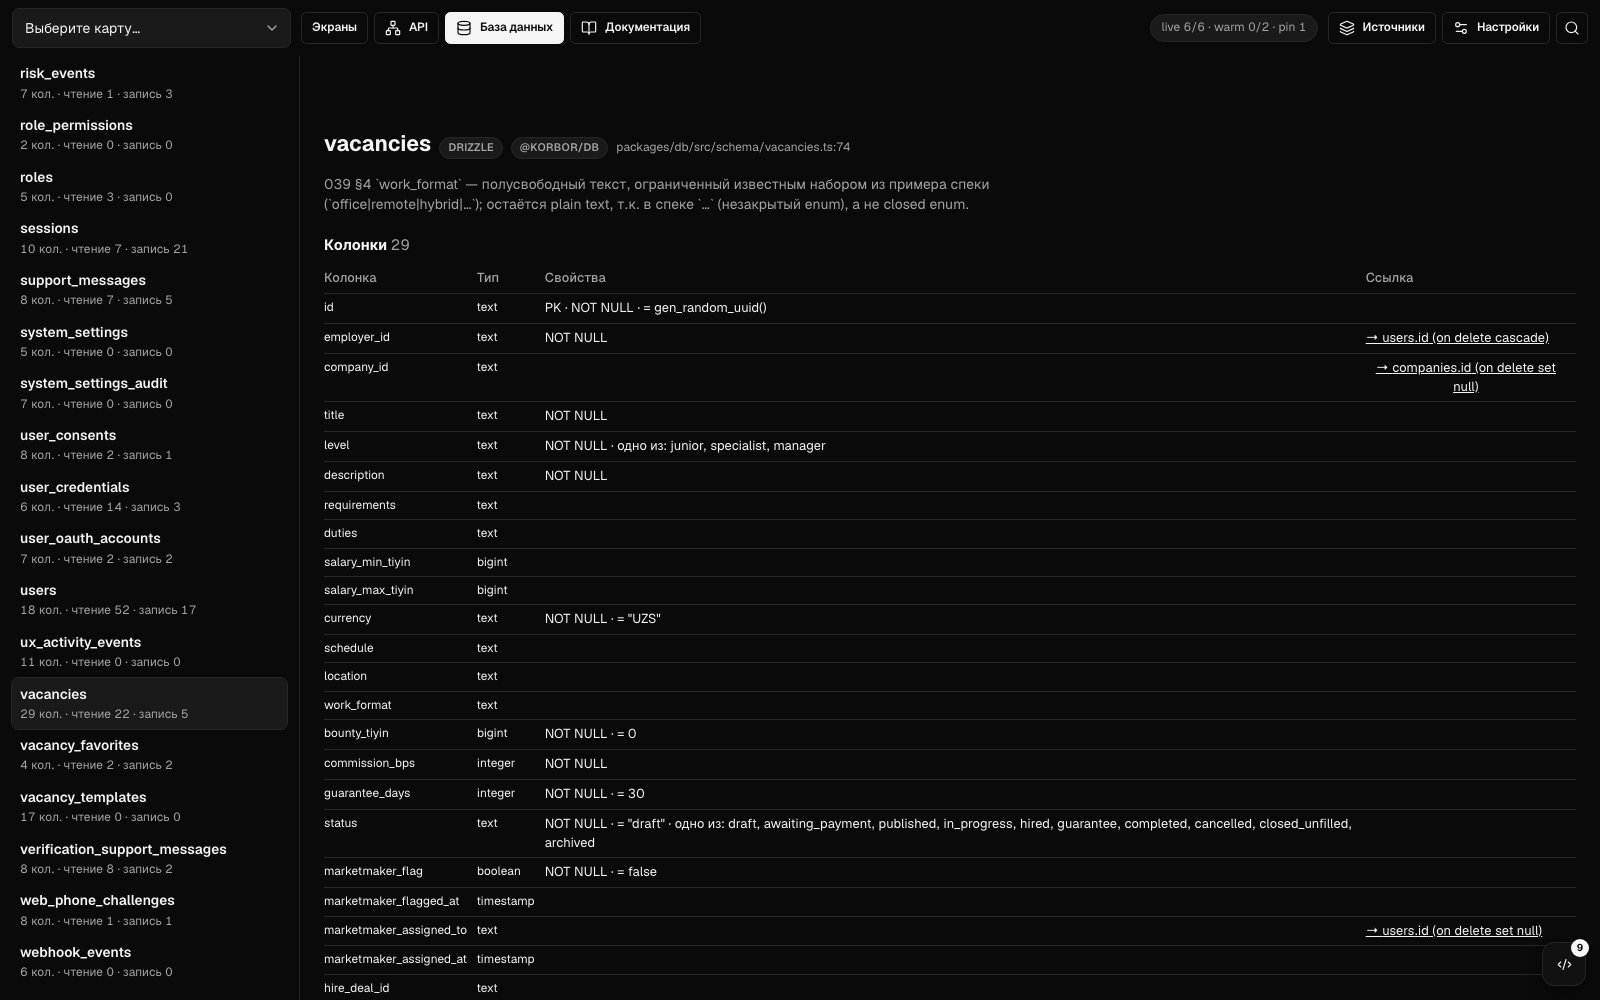 Выберите карту...
Экраны
API
База данных
Документация
live 6/6 · warm 0/2 · pin 1
Источники
Настройки
risk_events
7 кол. · чтение 1 · запись 3
role_permissions
2 кол. · чтение 0 · запись 0
roles
5 кол. · чтение 3 · запись 0
sessions
10 кол. · чтение 7 · запись 21
support_messages
8 кол. · чтение 7 · запись 5
system_settings
5 кол. · чтение 0 · запись 0
system_settings_audit
7 кол. · чтение 0 · запись 0
user_consents
8 кол. · чтение 2 · запись 1
user_credentials
6 кол. · чтение 14 · запись 3
user_oauth_accounts
7 кол. · чтение 2 · запись 2
users
18 кол. · чтение 52 · запись 17
ux_activity_events
11 кол. · чтение 0 · запись 0
vacancies
29 кол. · чтение 22 · запись 5
vacancy_favorites
4 кол. · чтение 2 · запись 2
vacancy_templates
17 кол. · чтение 0 · запись 0
verification_support_messages
8 кол. · чтение 8 · запись 2
web_phone_challenges
8 кол. · чтение 1 · запись 1
webhook_events
6 кол. · чтение 0 · запись 0
vacancies DRIZZLE @KORBOR/DB packages/db/src/schema/vacancies.ts:74
039 §4 `work_format` — полусвободный текст, ограниченный известным набором из примера спеки
(`office|remote|hybrid|…`); остаётся plain text, т.к. в спеке `…` (незакрытый enum), а не closed enum.
Колонки 29
Колонка Тип Свойства Ссылка
id text PK · NOT NULL · = gen_random_uuid()
employer_id text NOT NULL → users.id (on delete cascade)
company_id text → companies.id (on delete set
null)
title text NOT NULL
level text NOT NULL · одно из: junior, specialist, manager
description text NOT NULL
requirements text
duties text
salary_min_tiyin bigint
salary_max_tiyin bigint
currency text NOT NULL · = "UZS"
schedule text
location text
work_format text
bounty_tiyin bigint NOT NULL · = 0
commission_bps integer NOT NULL
guarantee_days integer NOT NULL · = 30
status text NOT NULL · = "draft" · одно из: draft, awaiting_payment, published, in_progress, hired, guarantee, completed, cancelled, closed_unfilled,
archived
marketmaker_flag boolean NOT NULL · = false
marketmaker_flagged_at timestamp
marketmaker_assigned_to text → users.id (on delete set null)
marketmaker_assigned_at timestamp
hire_deal_id text
9